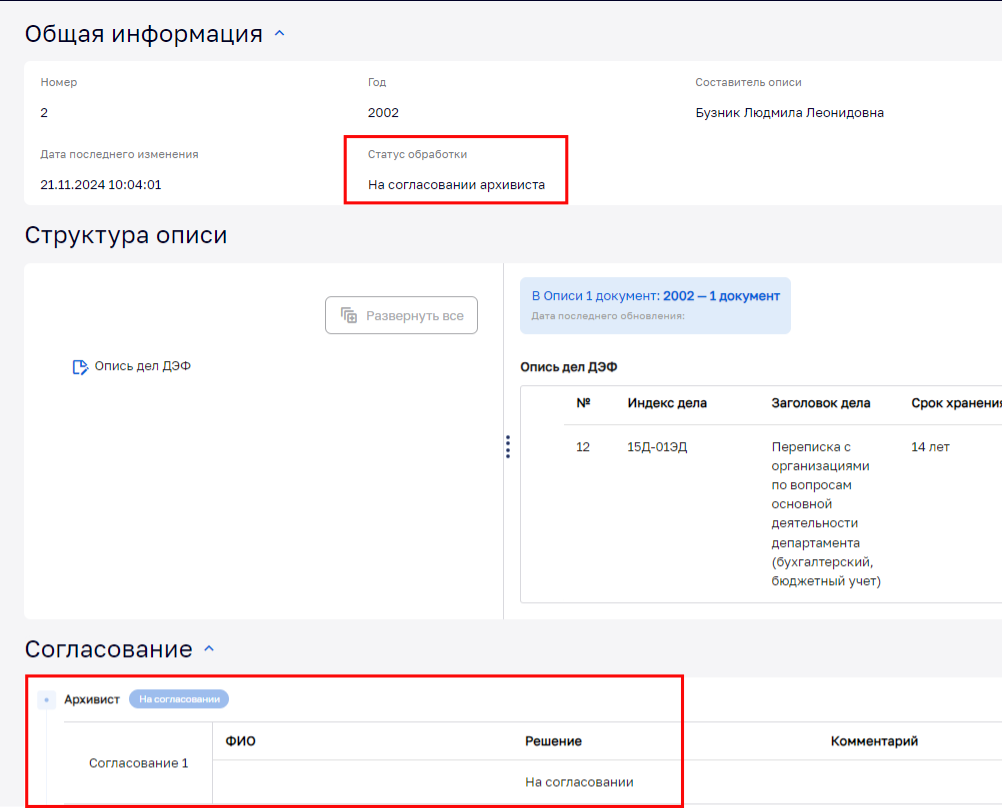 Общая информация
Номер
Год
Составитель описи
2
2002
Бузник Людмила Леонидовна
Дата последнего изменения
Статус обработки
21.11.2024 10:04:01
На согласовании архивиста
Структура описи
Развернуть все
Опись дел ДЭФ
В Описи 1 документ: 2002 — 1 документ
Дата последнего обновления:
Опись дел ДЭФ
№
Индекс дела
Заголовок дела
Срок хранения
12
15Д-01ЭД
Переписка с
организациями
по вопросам
основной
деятельности
департамента
(бухгалтерский,
бюджетный учет)
14 лет
Согласование
Архивист
На согласовании
Согласование 1
ФИО
Решение
Комментарий
На согласовании